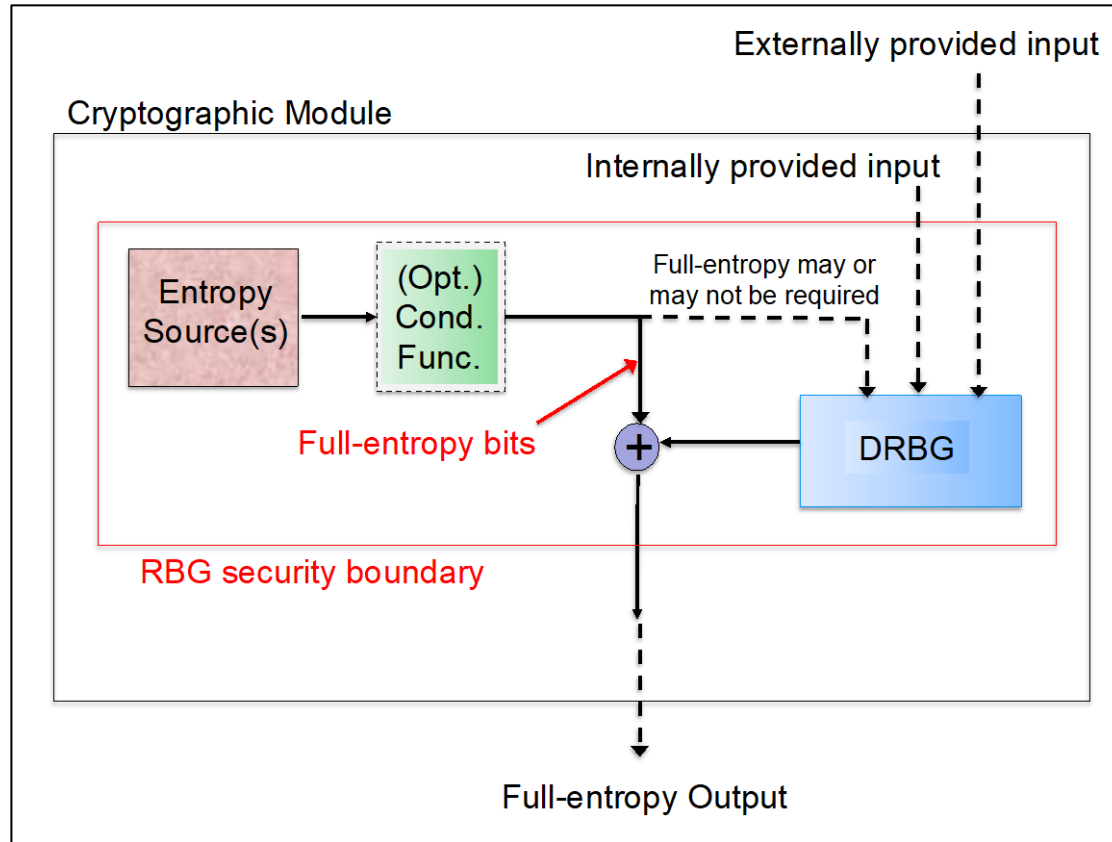 Externally provided input
Cryptographic Module
Internally provided input
Entropy
Source(s)
(Opt.)
Cond.
Func.
Full-entropy may or
may not be required
Full-entropy bits
+
DRBG
RBG security boundary
Full-entropy Output